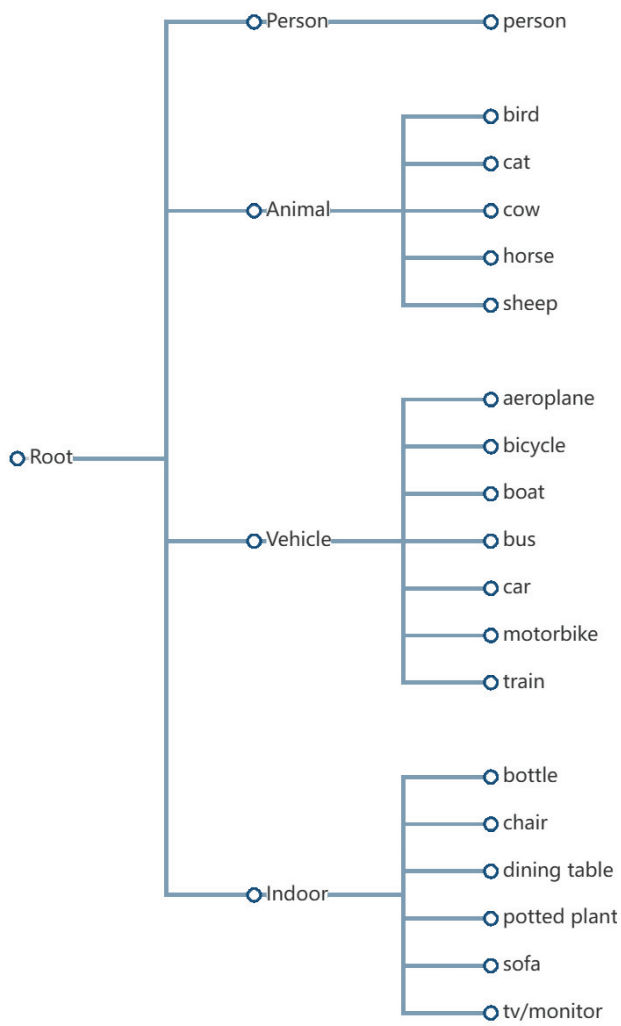 Person
person
bird
cat
Animal
cow
horse
sheep
aeroplane
bicycle
Root
boat
Vehicle
bus
car
motorbike
train
bottle
chair
dining table
Indoor
potted plant
sofa
tv/monitor